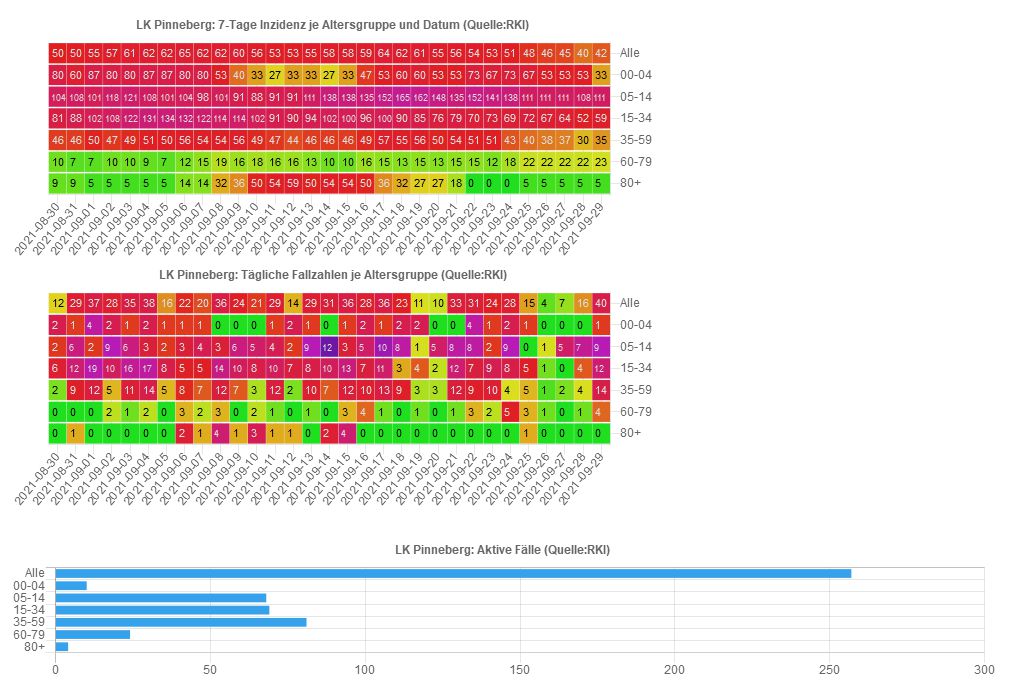 LK Pinneberg: 7-Tage Inzidenz je Altersgruppe und Datum (Quelle:RKI)
50 50 55 57 61 62 62 65 62 62 60 56 53 53 55 58 58 59 64 62 61 55 56 54 53 51 48 46 45 40 42 Alle
80 60 87 80 80 87 87 80 80 53 40 33 27 33 33 27 33 47 53 60 60 53 53 73 67 73 67 53 53 53 33 00-04
104 108 101 118 121 108 101 104 98 101 91 88 91 91 111 138 138 135 152 165 162 148 135 152 141 138 111 111 111 108 111 05-14
81 88 102 108 122 131 134 132 122 114 114 102 91 90 94 102 100 96 100 90 85 76 79 70 73 69 72 67 64 52 59 15-34
46 46 50 47 49 51 50 56 54 54 56 49 47 44 46 46 46 49 57 55 56 50 54 51 51 43 40 38 37 30 35 35-59
10 7 7 10 10 9 7 12 15 19 16 18 16 16 13 10 10 16 15 13 15 13 15 15 12 18 22 22 22 22 23 60-79
9 9 5 5 5 5 5 14 14 32 36 50 54 59 50 54 54 50 36 32 27 27 18 0 0 0 5 5 5 5 5 80+
2021-08-30 2021-08-31 2021-09-01 2021-09-02 2021-09-03 2021-09-04 2021-09-05 2021-09-06 2021-09-07 2021-09-08 2021-09-09 2021-09-10 2021-09-11 2021-09-12 2021-09-13 2021-09-14 2021-09-15 2021-09-16 2021-09-17 2021-09-18 2021-09-19 2021-09-20 2021-09-21 2021-09-22 2021-09-23 2021-09-24 2021-09-25 2021-09-26 2021-09-27 2021-09-28 2021-09-29
LK Pinneberg: Tägliche Fallzahlen je Altersgruppe (Quelle:RKI)
12 29 37 28 35 38 16 22 20 36 24 21 29 14 29 31 36 28 36 23 11 10 33 31 24 28 15 4 7 16 40 Alle
2 1 4 2 1 2 1 1 1 0 0 0 1 2 1 0 1 2 1 2 2 0 0 4 1 2 1 0 0 0 1 00-04
2 6 2 9 6 3 2 3 4 3 6 5 4 2 9 12 3 5 10 8 1 5 8 8 2 9 0 1 5 7 9 05-14
6 12 19 10 16 17 8 5 5 14 10 8 10 7 8 10 13 7 11 3 4 2 12 7 9 8 5 1 0 4 12 15-34
2 9 12 5 11 14 5 8 7 12 7 3 12 2 10 7 12 10 13 9 3 3 12 9 10 4 5 1 2 4 14 35-59
0 0 0 2 1 2 0 3 2 3 0 2 1 0 1 0 3 4 1 0 1 0 1 3 2 5 3 1 0 1 4 60-79
0 1 0 0 0 0 0 2 1 4 1 3 1 1 0 2 4 0 0 0 0 0 0 0 0 0 1 0 0 0 0 80+
2021-08-30 2021-08-31 2021-09-01 2021-09-02 2021-09-03 2021-09-04 2021-09-05 2021-09-06 2021-09-07 2021-09-08 2021-09-09 2021-09-10 2021-09-11 2021-09-12 2021-09-13 2021-09-14 2021-09-15 2021-09-16 2021-09-17 2021-09-18 2021-09-19 2021-09-20 2021-09-21 2021-09-22 2021-09-23 2021-09-24 2021-09-25 2021-09-26 2021-09-27 2021-09-28 2021-09-29
LK Pinneberg: Aktive Fälle (Quelle:RKI)
Alle
00-04
05-14
15-34
35-59
60-79
80+
0 50 100 150 200 250 300